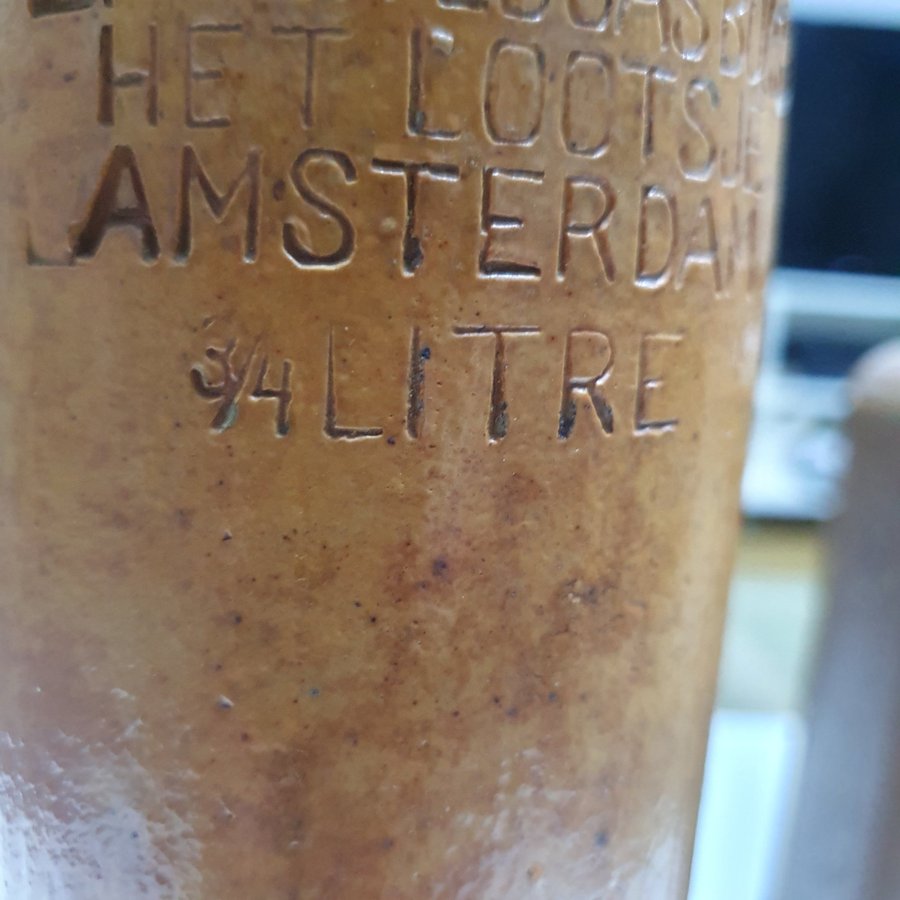 HET LOOTSJE
AMSTERDAM
3/4 LITRE